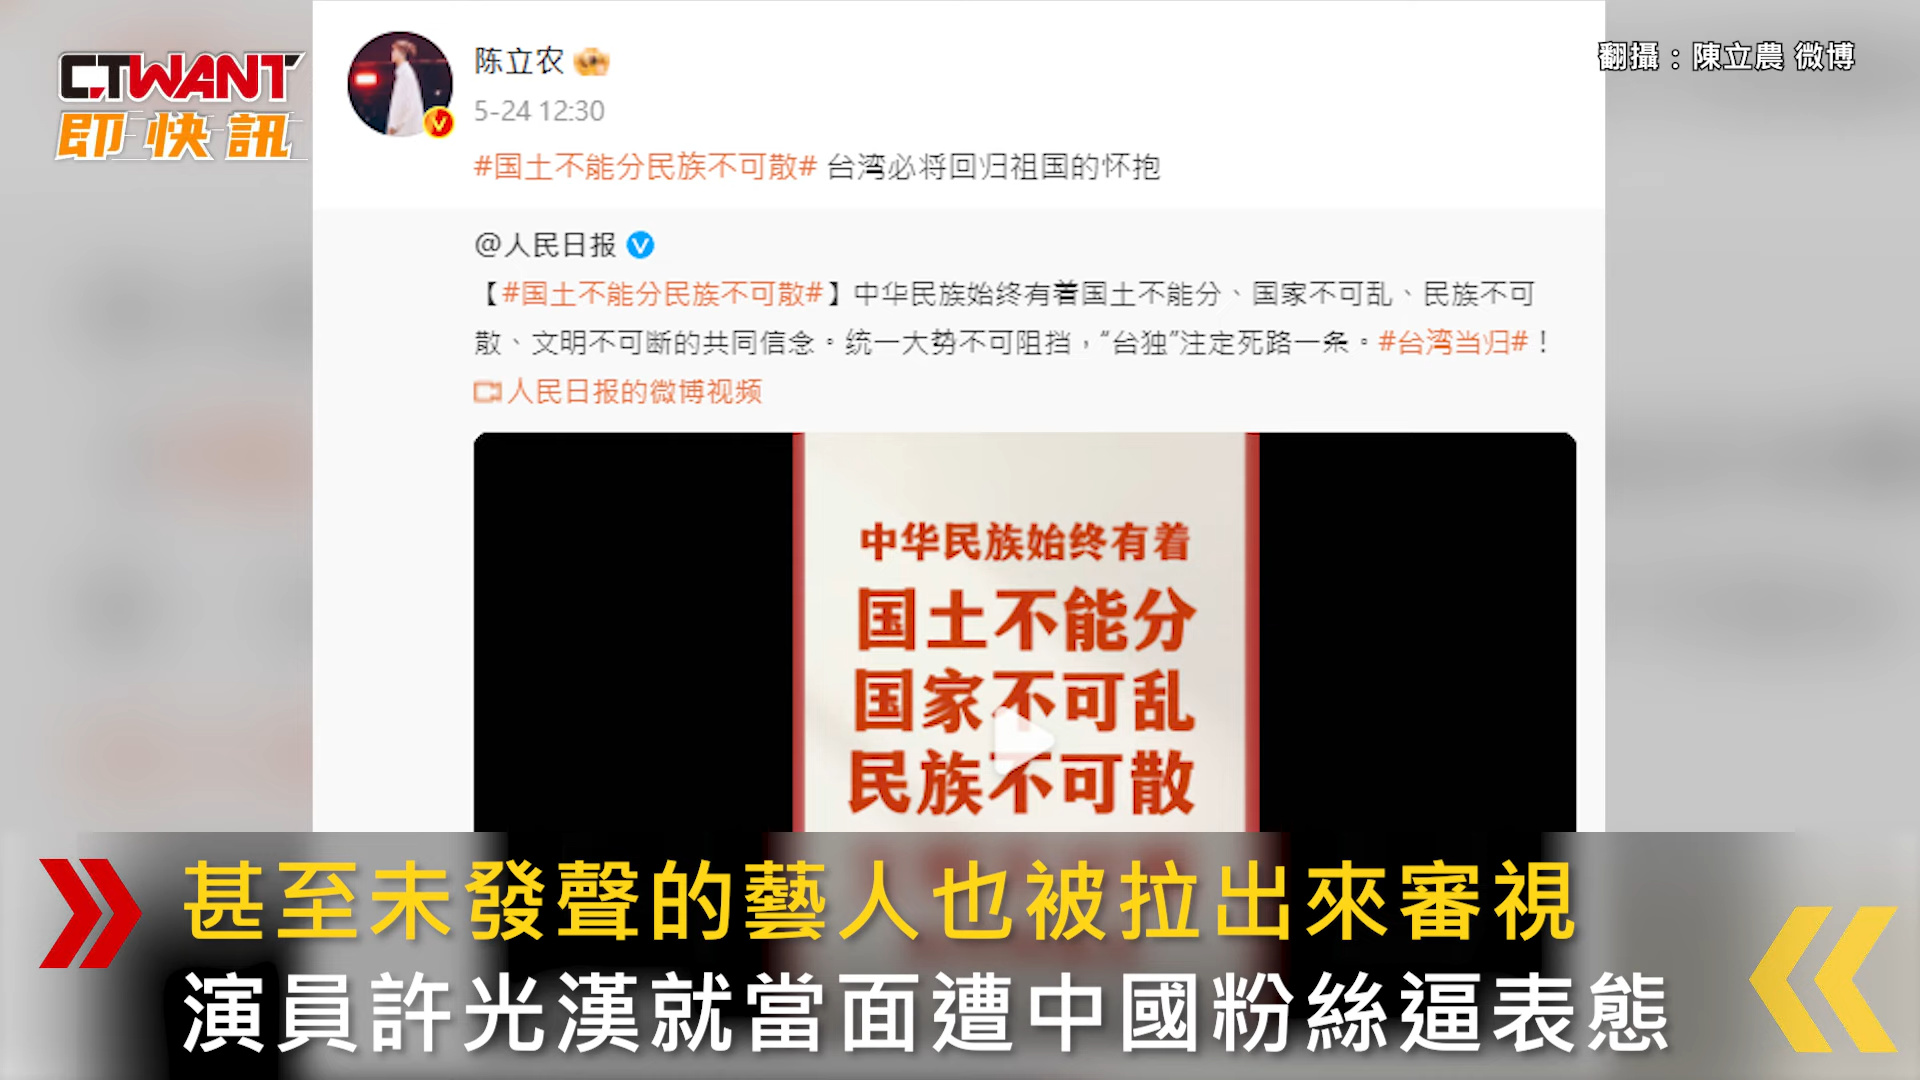 CTWANT
即快訊
翻攝：陳立農 微博
陈立农
5-24 12:30
#国土不能分民族不可散# 台湾必将回归祖国的怀抱
@人民日报
【#国土不能分民族不可散#】中华民族始终有着国土不能分、国家不可乱、民族不可
散、文明不可断的共同信念。统一大势不可阻挡，“台独”注定死路一条。#台湾当归#！
人民日报的微博视频
中华民族始终有着
国土不能分
国家不可乱
民族不可散
甚至未發聲的藝人也被拉出來審視
演員許光漢就當面遭中國粉絲逼表態